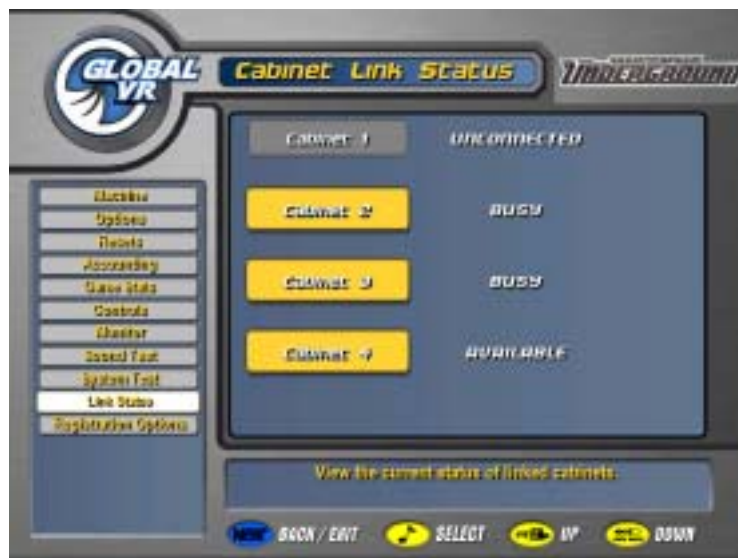 GLOBAL
VR
Cabinet Link Status
UNDERGROUND
Cabinet 1 UNCONNECTED
Cabinet 2 BUSY
Cabinet 3 BUSY
Cabinet 4 AVAILABLE
Machine
Options
Resets
Accounting
Game Stats
Controls
Monitor
Sound Test
System Test
Link Status
Registration Options
View the current status of linked cabinets.
BACK / EXIT SELECT UP DOWN